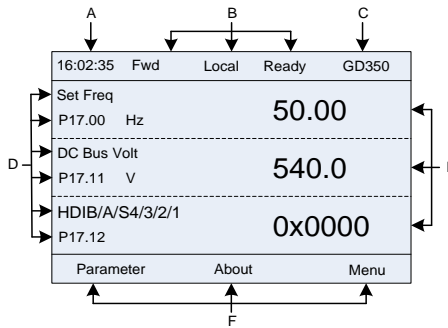 A B C
16:02:35 Fwd Local Ready GD350
Set Freq
P17.00 Hz 50.00
DC Bus Volt
P17.11 V 540.0
HDIB/A/S4/3/2/1
P17.12 0x0000
D
Parameter About Menu
F